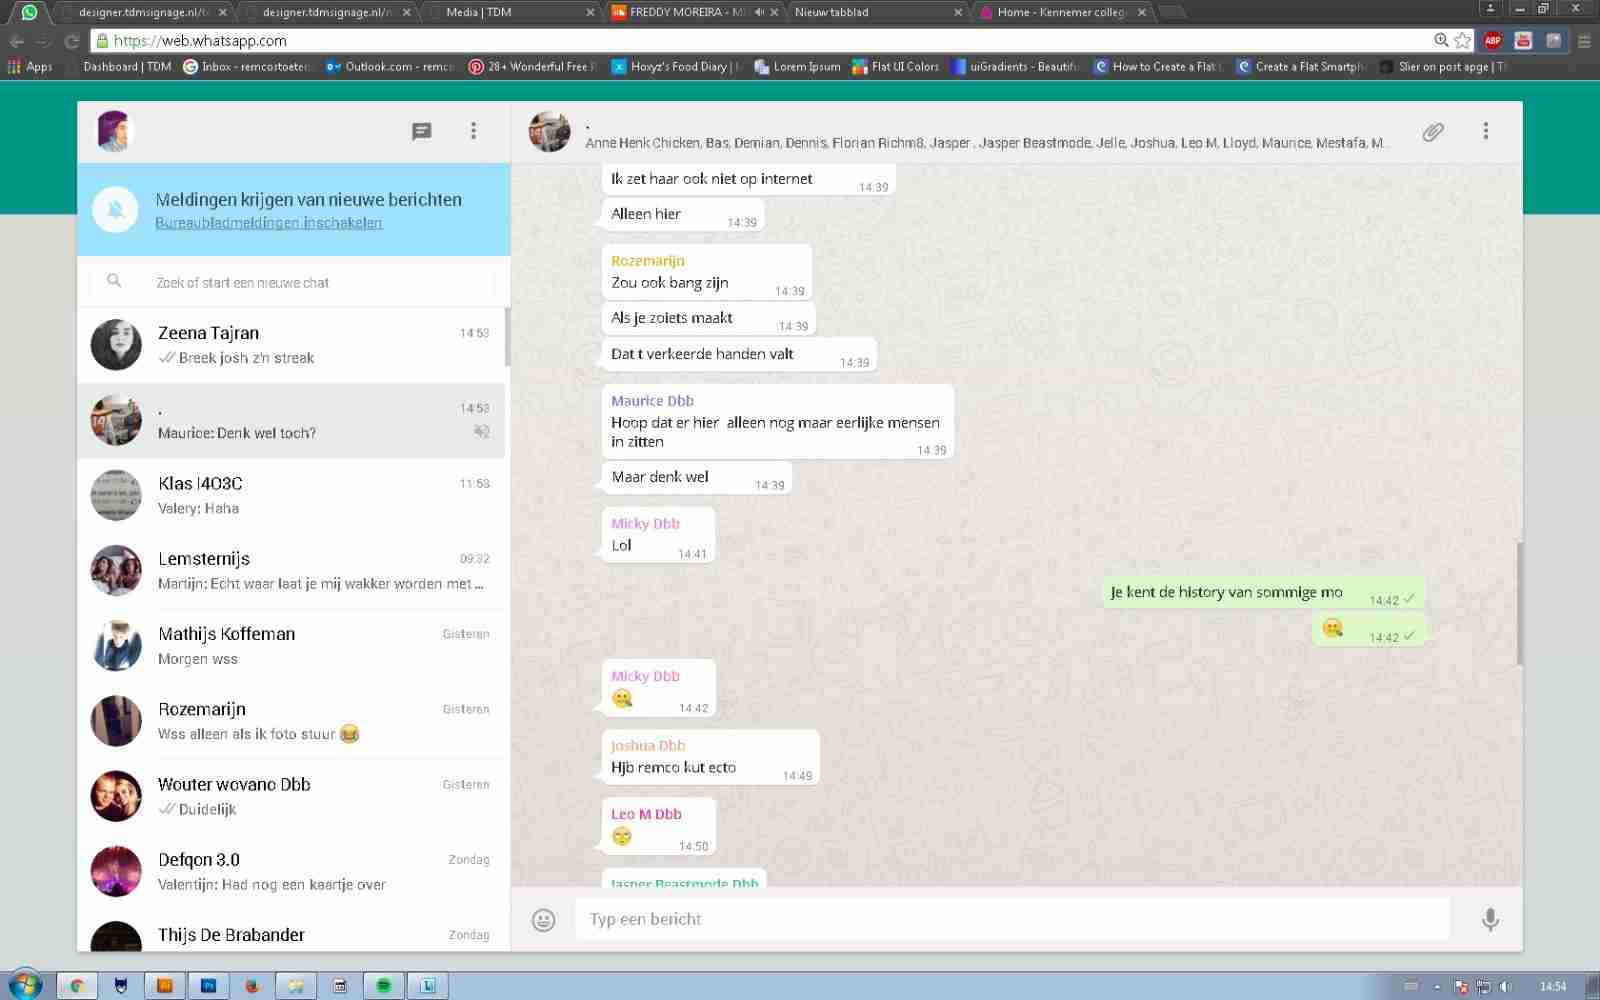 designer.tdmsignage.nl/te
designer.tdmsignage.nl/n
Media | TDM
FREDDY MOREIRA - M
Nieuw tabblad
Home - Kennemer colleg
https://web.whatsapp.com
ABP
Apps
Dashboard | TDM
Inbox - remcostoeten
Outlook.com - remco
28+ Wonderful Free F
Hoxyz's Food Diary |
Lorem Ipsum
Flat UI Colors
uiGradients - Beautifu
How to Create a Flat
Create a Flat Smartph
Slier on post apge | T
Meldingen krijgen van nieuwe berichten
Bureaubladmeldingen inschakelen
Zoek of start een nieuwe chat
Zeena Tajran 14:53
Breek josh z'n streak
. 14:53
Maurice: Denk wel toch?
Klas I4O3C 11:53
Valery: Haha
Lemsternijs 09:32
Martijn: Echt waar laat je mij wakker worden met ...
Mathijs Koffeman Gisteren
Morgen wss
Rozemarijn Gisteren
Wss alleen als ik foto stuur 😂
Wouter wovano Dbb Gisteren
Duidelijk
Defqon 3.0 Zondag
Valentijn: Had nog een kaartje over
Thijs De Brabander Zondag
.
Anne Henk Chicken, Bas, Demian, Dennis, Florian Richm8, Jasper , Jasper Beastmode, Jelle, Joshua, Leo M, Lloyd, Maurice, Mestafa, M...
Ik zet haar ook niet op internet 14:39
Alleen hier 14:39
Rozemarijn
Zou ook bang zijn 14:39
Als je zoiets maakt 14:39
Dat t verkeerde handen valt 14:39
Maurice Dbb
Hoop dat er hier alleen nog maar eerlijke mensen
in zitten 14:39
Maar denk wel 14:39
Micky Dbb
Lol 14:41
Je kent de history van sommige mo 14:42
14:42
Micky Dbb
14:42
Joshua Dbb
Hjb remco kut ecto 14:49
Leo M Dbb
14:50
Jasper Beastmode Dbb
Typ een bericht
14:54